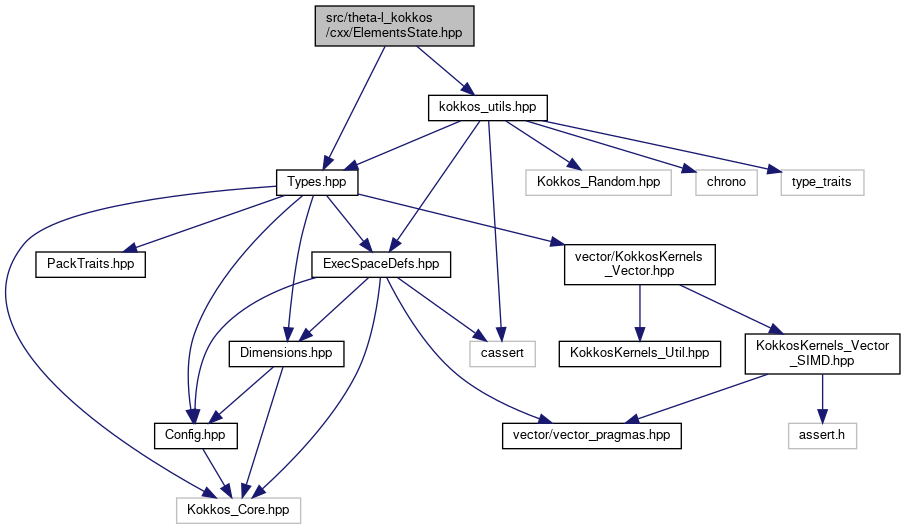 src/theta-l_kokkos
/cxx/ElementsState.hpp
kokkos_utils.hpp
Types.hpp
Kokkos_Random.hpp
chrono
type_traits
PackTraits.hpp
ExecSpaceDefs.hpp
vector/KokkosKernels
_Vector.hpp
Dimensions.hpp
cassert
KokkosKernels_Util.hpp
KokkosKernels_Vector
_SIMD.hpp
Config.hpp
vector/vector_pragmas.hpp
assert.h
Kokkos_Core.hpp